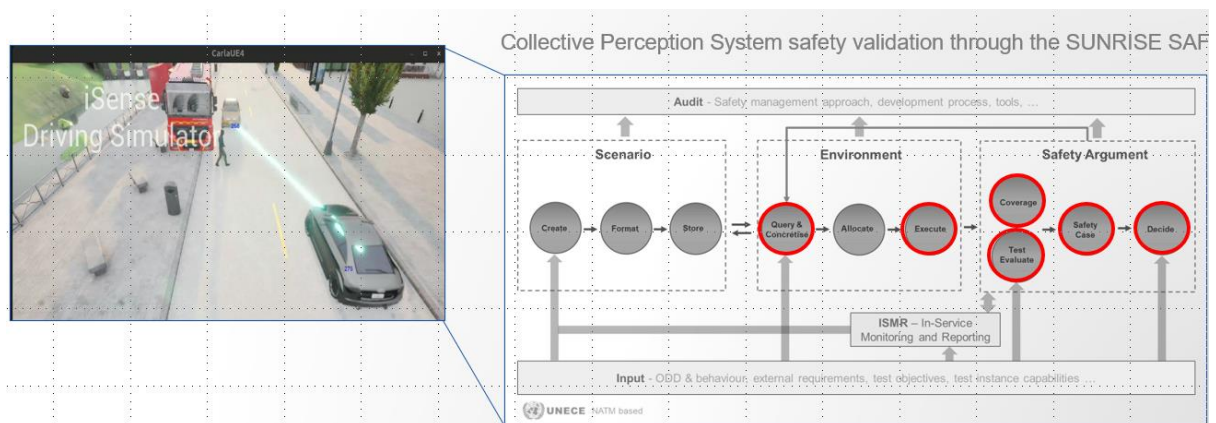 Collective Perception System safety validation through the SUNRISE SAF
CarlaUE4
iSense
Driving Simulator
Audit - Safety management approach, development process, tools, ...
Scenario
Environment
Safety Argument
Create
Format
Store
Query &
Concretise
Allocate
Execute
Coverage
Test
Evaluate
Safety
Case
Decide
ISMR – In-Service
Monitoring and Reporting
Input - ODD & behaviour, external requirements, test objectives, test instance capabilities ...
UNECE NATM based